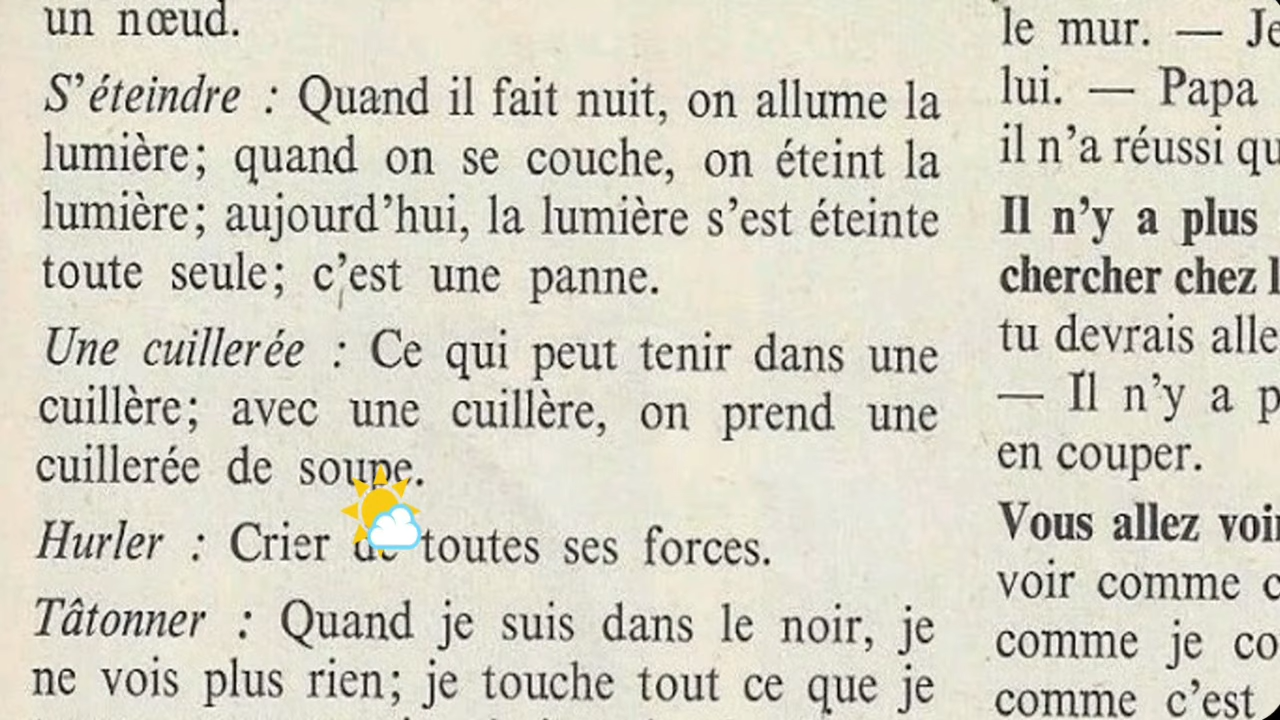 un nœud.
S'éteindre : Quand il fait nuit, on allume la
lumière; quand on se couche, on éteint la
lumière; aujourd'hui, la lumière s'est éteinte
toute seule; c'est une panne.
Une cuillerée : Ce qui peut tenir dans une
cuillère; avec une cuillère, on prend une
cuillerée de soupe.
Hurler : Crier de toutes ses forces.
Tâtonner : Quand je suis dans le noir, je
ne vois plus rien; je touche tout ce que je
le mur. — Je
lui. — Papa
il n'a réussi qu
Il n'y a plus
chercher chez l
tu devrais alle
— Il n'y a p
en couper.
Vous allez voir
voir comme c
comme je co
comme c'est